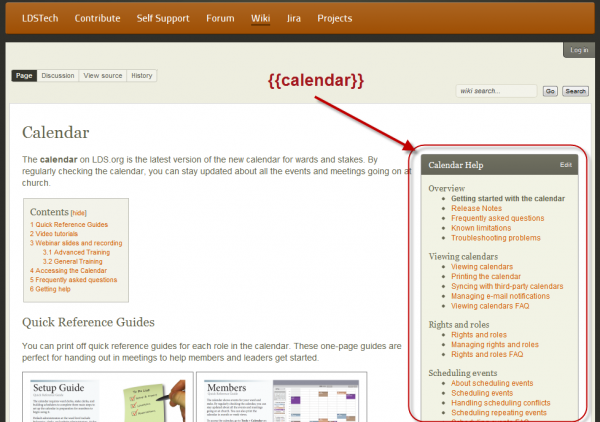 LDSTech Contribute Self Support Forum Wiki Jira Projects
Log in
Page Discussion View source History
{{calendar}}
wiki search... Go Search
Calendar
The calendar on LDS.org is the latest version of the new calendar for wards and stakes. By
regularly checking the calendar, you can stay updated about all the events and meetings going on at
church.
Contents [hide]
1 Quick Reference Guides
2 Video tutorials
3 Webinar slides and recording
3.1 Advanced Training
3.2 General Training
4 Accessing the Calendar
5 Frequently asked questions
6 Getting help
Quick Reference Guides
You can print off quick reference guides for each role in the calendar. These one-page guides are
perfect for handing out in meetings to help members and leaders get started.
Setup Guide
Members
Calendar Help Edit
Overview
Getting started with the calendar
Release Notes
Frequently asked questions
Known limitations
Troubleshooting problems
Viewing calendars
Viewing calendars
Printing the calendar
Syncing with third-party calendars
Managing e-mail notifications
Viewing calendars FAQ
Rights and roles
Rights and roles
Managing rights and roles
Rights and roles FAQ
Scheduling events
About scheduling events
Scheduling events
Handling scheduling conflicts
Scheduling repeating events